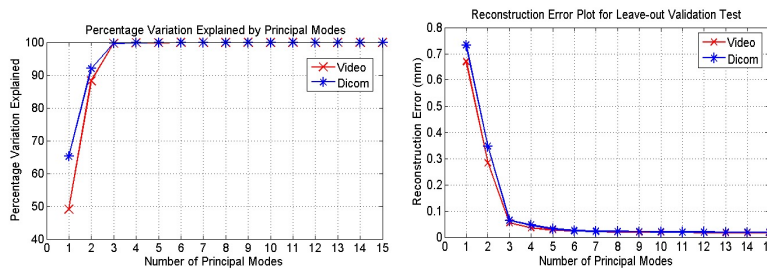 Percentage Variation Explained by Principal Modes
100
90
80
70
60
50
40
Percentage Variation Explained
Video
Dicom
0 1 2 3 4 5 6 7 8 9 10 11 12 13 14 15
Number of Principal Modes
Reconstruction Error Plot for Leave-out Validation Test
0.8
0.7
0.6
0.5
0.4
0.3
0.2
0.1
0
Reconstruction Error (mm)
Video
Dicom
0 1 2 3 4 5 6 7 8 9 10 11 12 13 14
Number of Principal Modes